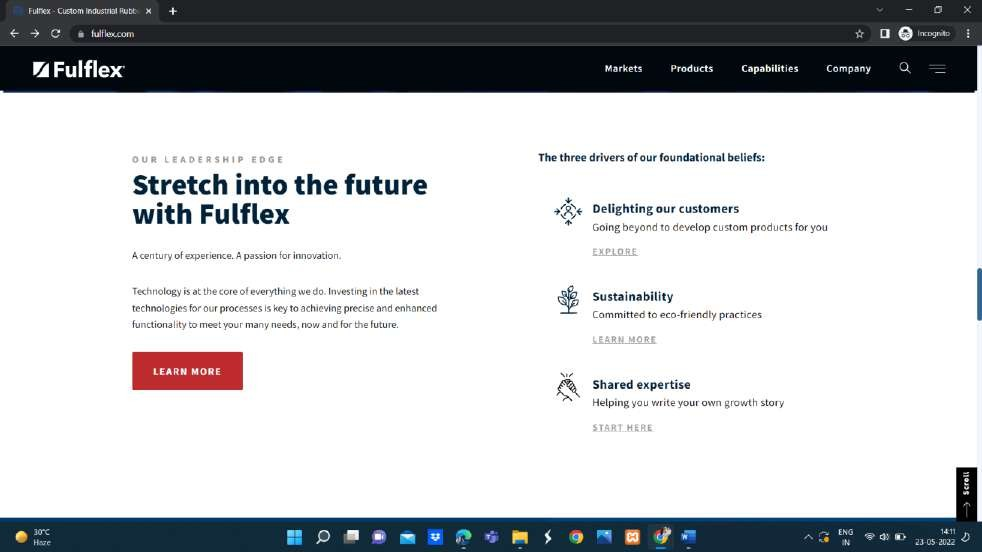 Fulflex - Custom Industrial Rubb
fulflex.com
Incognito
Fulflex
Markets
Products
Capabilities
Company
OUR LEADERSHIP EDGE
Stretch into the future
with Fulflex
A century of experience. A passion for innovation.
Technology is at the core of everything we do. Investing in the latest
technologies for our processes is key to achieving precise and enhanced
functionality to meet your many needs, now and for the future.
LEARN MORE
The three drivers of our foundational beliefs:
Delighting our customers
Going beyond to develop custom products for you
EXPLORE
Sustainability
Committed to eco-friendly practices
LEARN MORE
Shared expertise
Helping you write your own growth story
START HERE
Scroll
30°C
Haze
ENG
IN
14:11
23-05-2022